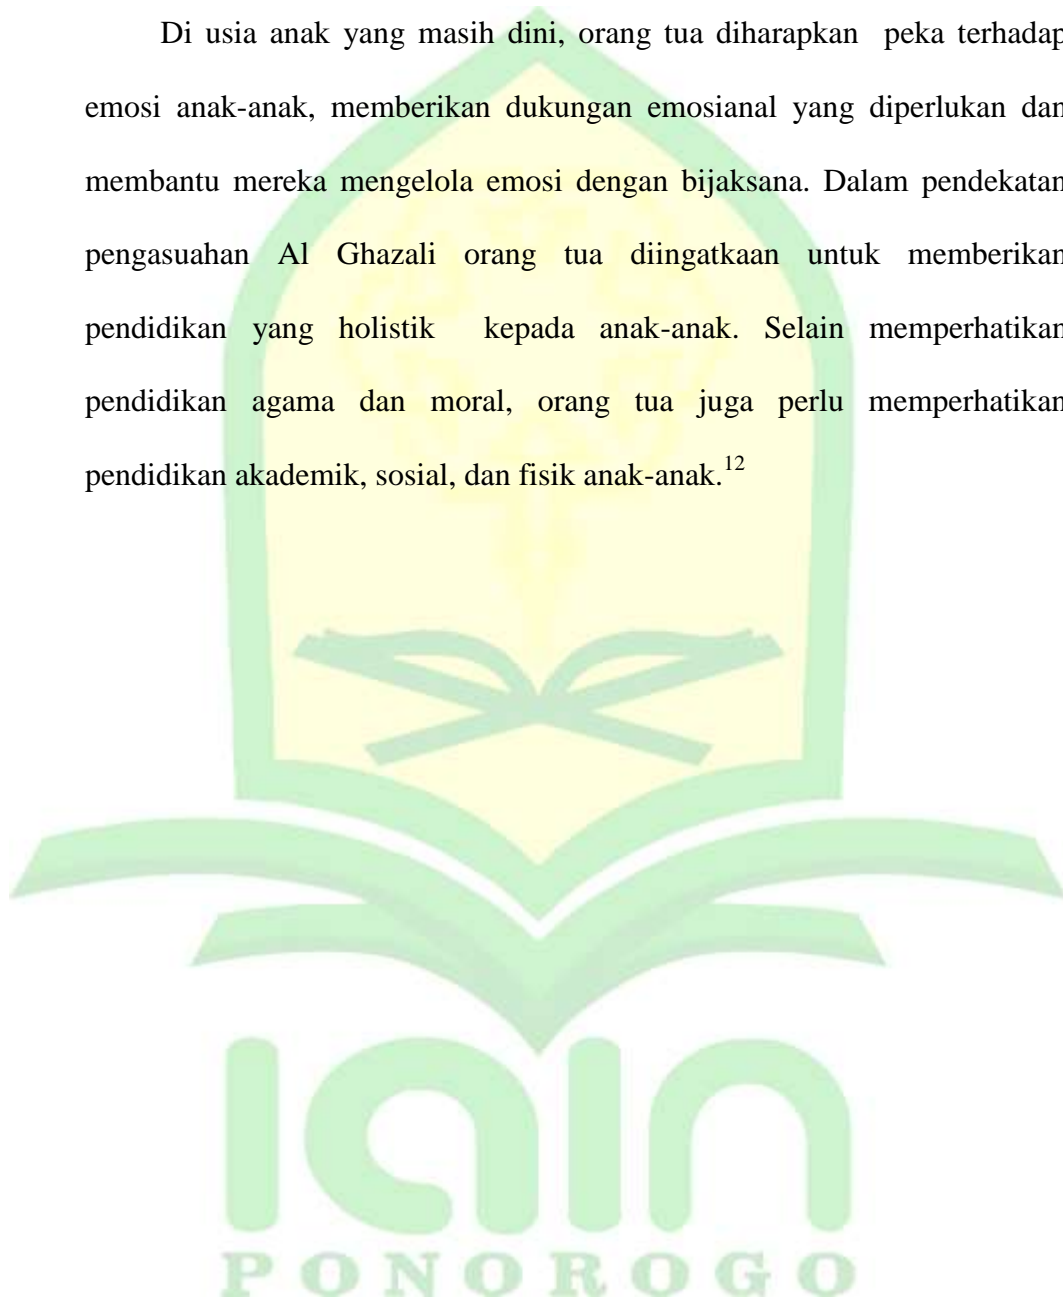 Di usia anak yang masih dini, orang tua diharapkan  peka terhadap
emosi anak-anak, memberikan dukungan emosianal yang diperlukan dan
membantu mereka mengelola emosi dengan bijaksana. Dalam pendekatan
pengasuahan Al Ghazali orang tua diingatkaan untuk memberikan
pendidikan yang holistik  kepada anak-anak. Selain memperhatikan
pendidikan agama dan moral, orang tua juga perlu memperhatikan
pendidikan akademik, sosial, dan fisik anak-anak.12
iain
PONOROGO